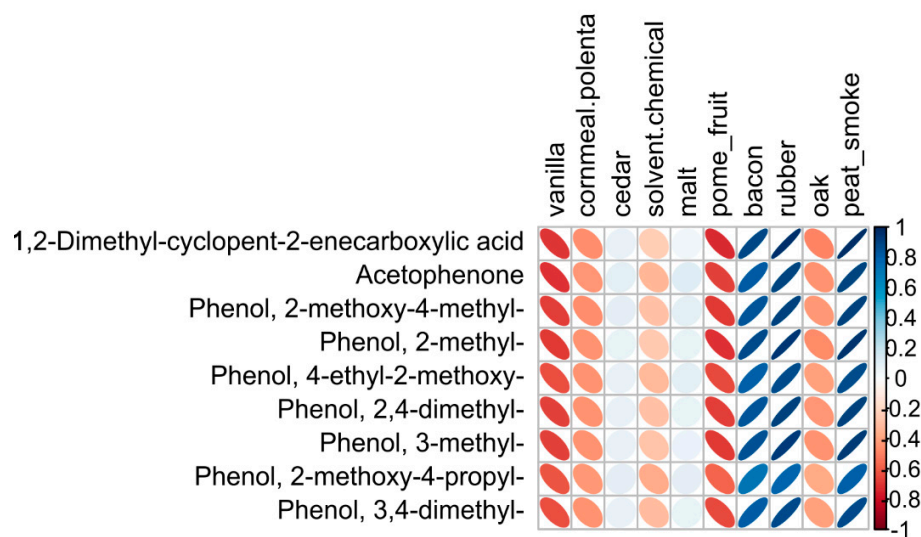 vanilla
cornmeal.polenta
cedar
solvent.chemical
malt
pome_fruit
bacon
rubber
oak
peat_smoke
1,2-Dimethyl-cyclopent-2-enecarboxylic acid
Acetophenone
Phenol, 2-methoxy-4-methyl-
Phenol, 2-methyl-
Phenol, 4-ethyl-2-methoxy-
Phenol, 2,4-dimethyl-
Phenol, 3-methyl-
Phenol, 2-methoxy-4-propyl-
Phenol, 3,4-dimethyl-
1
0.8
0.6
0.4
0.2
0
-0.2
-0.4
-0.6
-0.8
-1